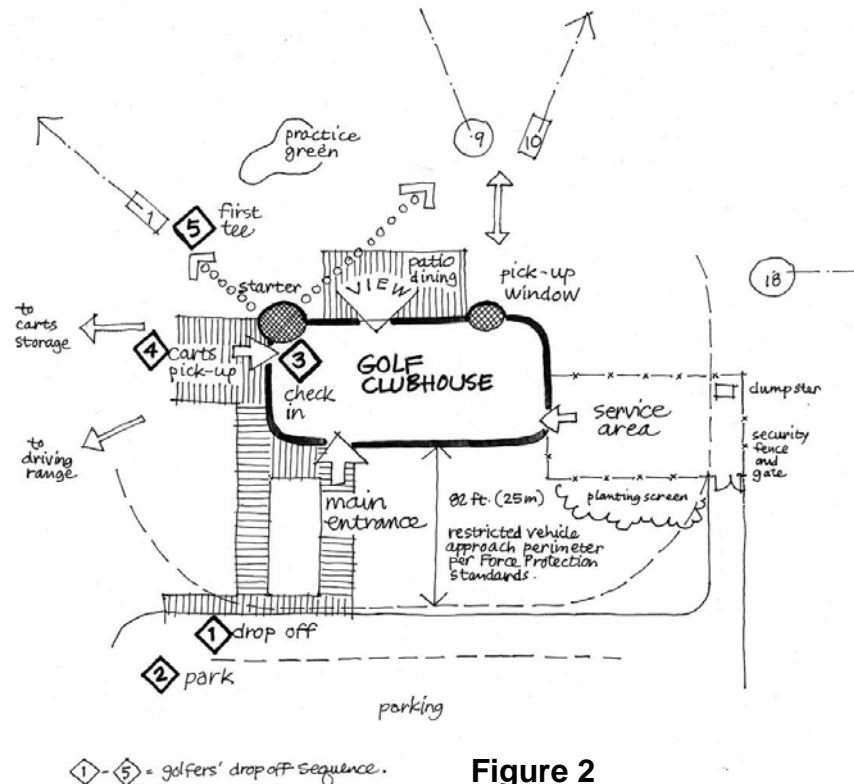 9
10
practice
green
1
5
first
tee
starter
VIEW
patio
dining
pick-up
window
18
to
carts
storage
4
carts
pick-up
3
check
in
GOLF
CLUBHOUSE
service
area
dumpster
security
fence
and
gate
to
driving
range
main
entrance
82 ft. (25m)
restricted vehicle
approach perimeter
per Force Protection
standards.
planting screen
1 drop off
2 park
parking
1 - 5 = golfers' drop off sequence.
Figure 2